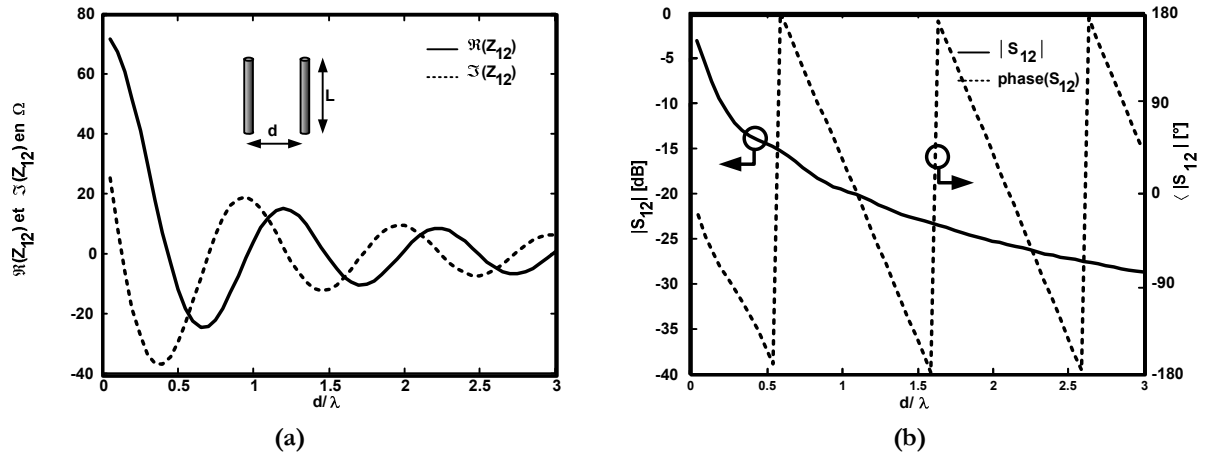 80
60
40
20
0
-20
-40
ℜ(Z12) et ℑ(Z12) en Ω
ℜ(Z12)
ℑ(Z12)
L
d
0 0.5 1 1.5 2 2.5 3
d/λ
(a)
0
-5
-10
-15
-20
-25
-30
-35
-40
|S12| [dB]
|S12|
phase(S12)
180
90
0
-90
-180
⟨ |S12| [°]
0 0.5 1 1.5 2 2.5 3
d/λ
(b)